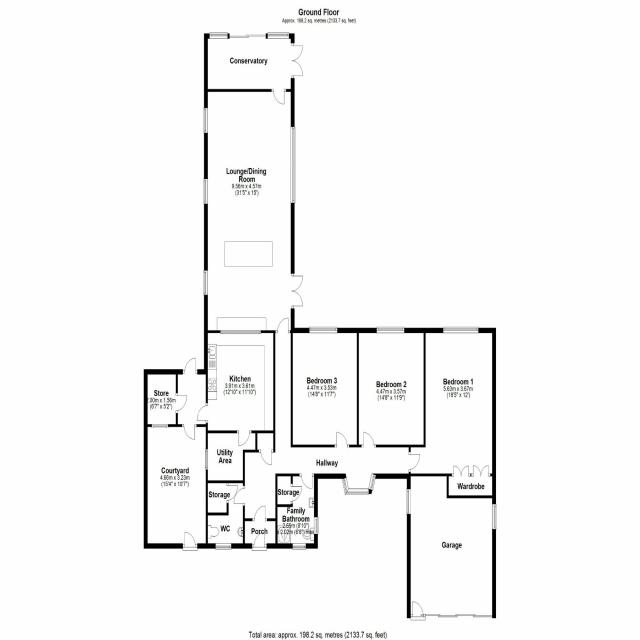 Ground Floor
Approx. 198.2 sq. metres (2133.7 sq. feet)
Conservatory
Lounge/Dining
Room
9.56m x 4.57m
(31'5" x 15')
Kitchen
3.91m x 3.61m
(12'10" x 11'10")
Bedroom 3
4.47m x 3.53m
(14'8" x 11'7")
Bedroom 2
4.47m x 3.57m
(14'8" x 11'9")
Bedroom 1
5.63m x 3.67m
(18'5" x 12')
Store
.00m x 1.56m
(6'7" x 5'2")
Utility
Area
Hallway
Courtyard
4.66m x 3.23m
(15'4" x 10'7")
Wardrobe
Storage
Storage
Family
Bathroom
2.65m (8'10")
x 2.02m (6'8")
WC
Porch
Garage
Total area: approx. 198.2 sq. metres (2133.7 sq. feet)